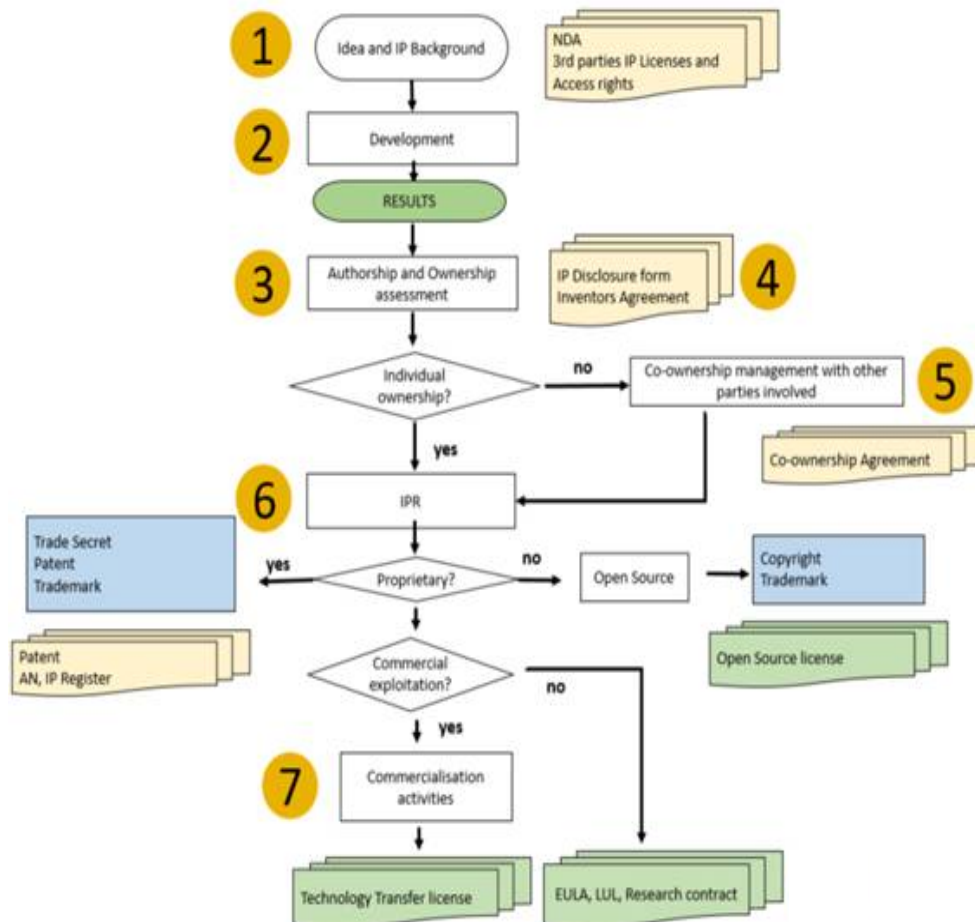 1
Idea and IP Background
NDA
3rd parties IP Licenses and
Access rights
2
Development
RESULTS
3
Authorship and Ownership
assessment
IP Disclosure form
Inventors Agreement
4
Individual
ownership?
no
Co-ownership management with other
parties involved
5
yes
Co-ownership Agreement
6
IPR
Trade Secret
Patent
Trademark
yes
Proprietary?
no
Open Source
Copyright
Trademark
Patent
AN, IP Register
Commercial
exploitation?
no
Open Source license
yes
7
Commercialisation
activities
Technology Transfer license
EULA, LUL, Research contract